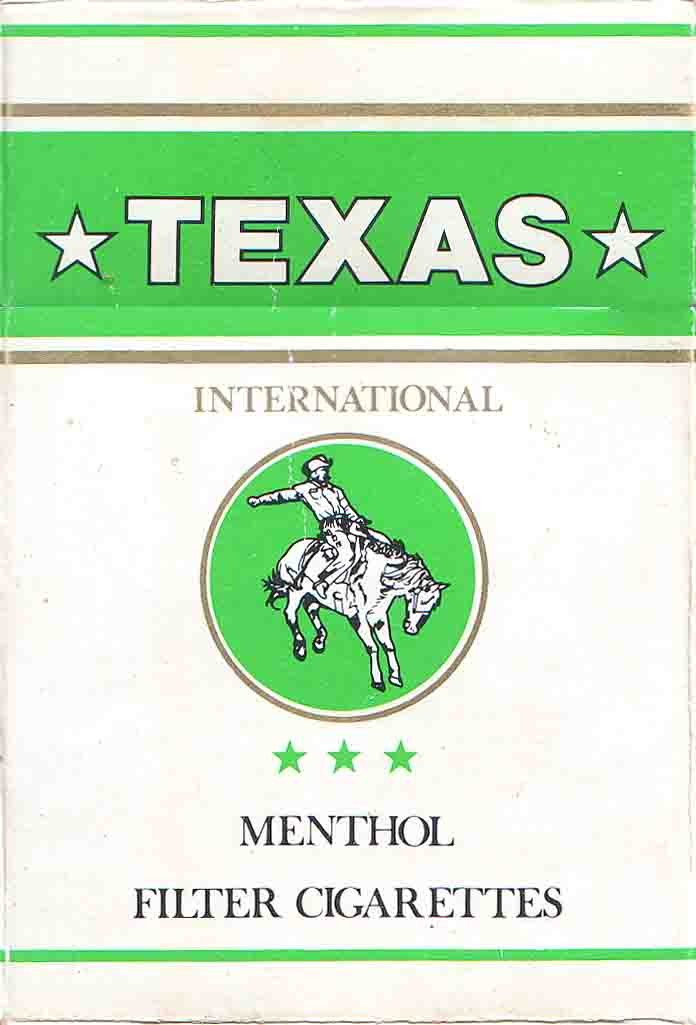 TEXAS
INTERNATIONAL
MENTHOL
FILTER CIGARETTES